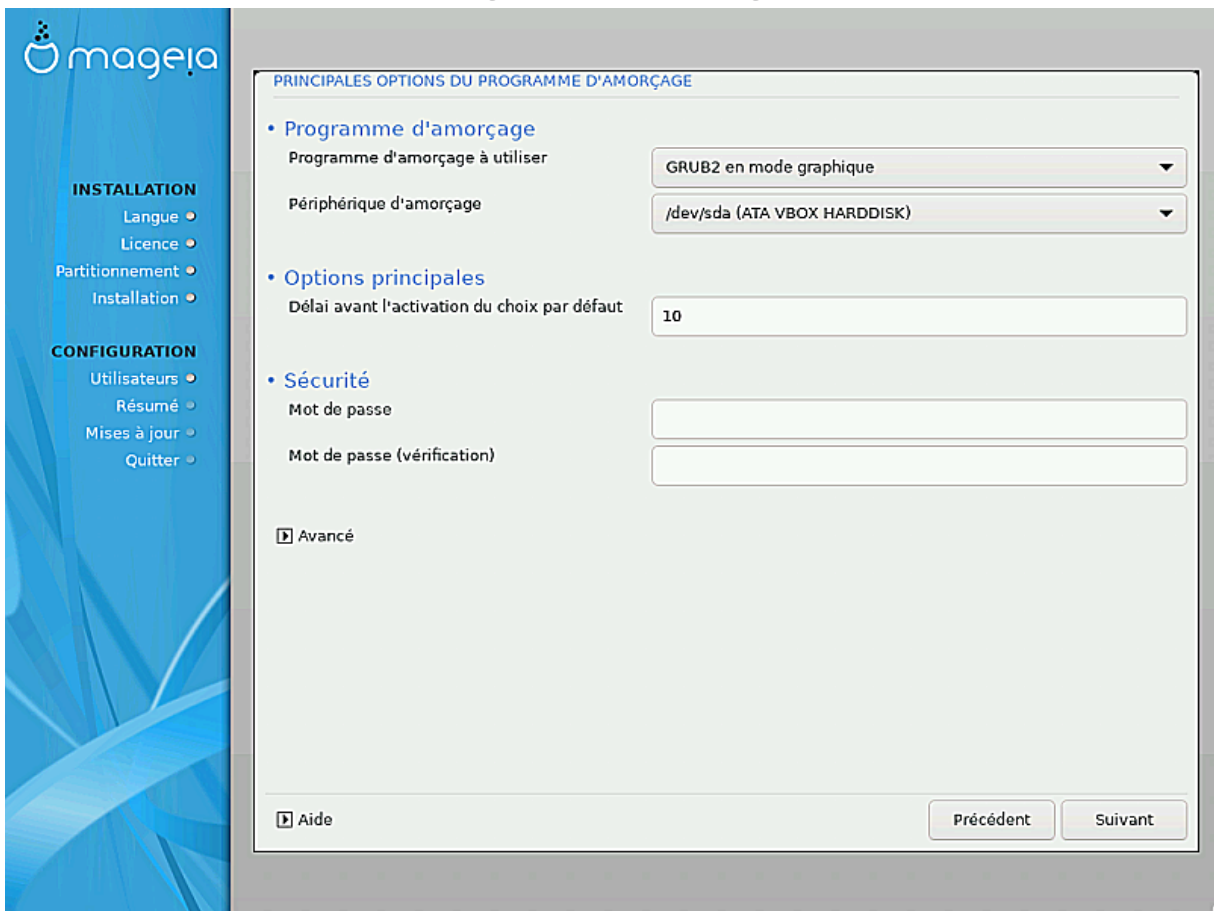 mageia
INSTALLATION
Langue
Licence
Partitionnement
Installation
CONFIGURATION
Utilisateurs
Résumé
Mises à jour
Quitter
PRINCIPALES OPTIONS DU PROGRAMME D'AMORÇAGE
• Programme d'amorçage
Programme d'amorçage à utiliser
GRUB2 en mode graphique
Périphérique d'amorçage
/dev/sda (ATA VBOX HARDDISK)
• Options principales
Délai avant l'activation du choix par défaut
10
• Sécurité
Mot de passe
Mot de passe (vérification)
Avancé
Aide
Précédent
Suivant